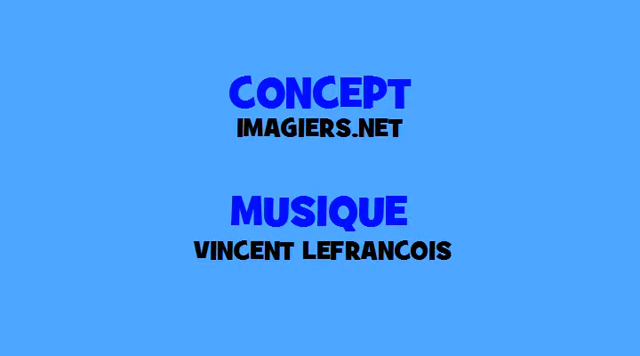 CONCEPT
IMAGIERS.NET
MUSIQUE
VINCENT LEFRANCOIS